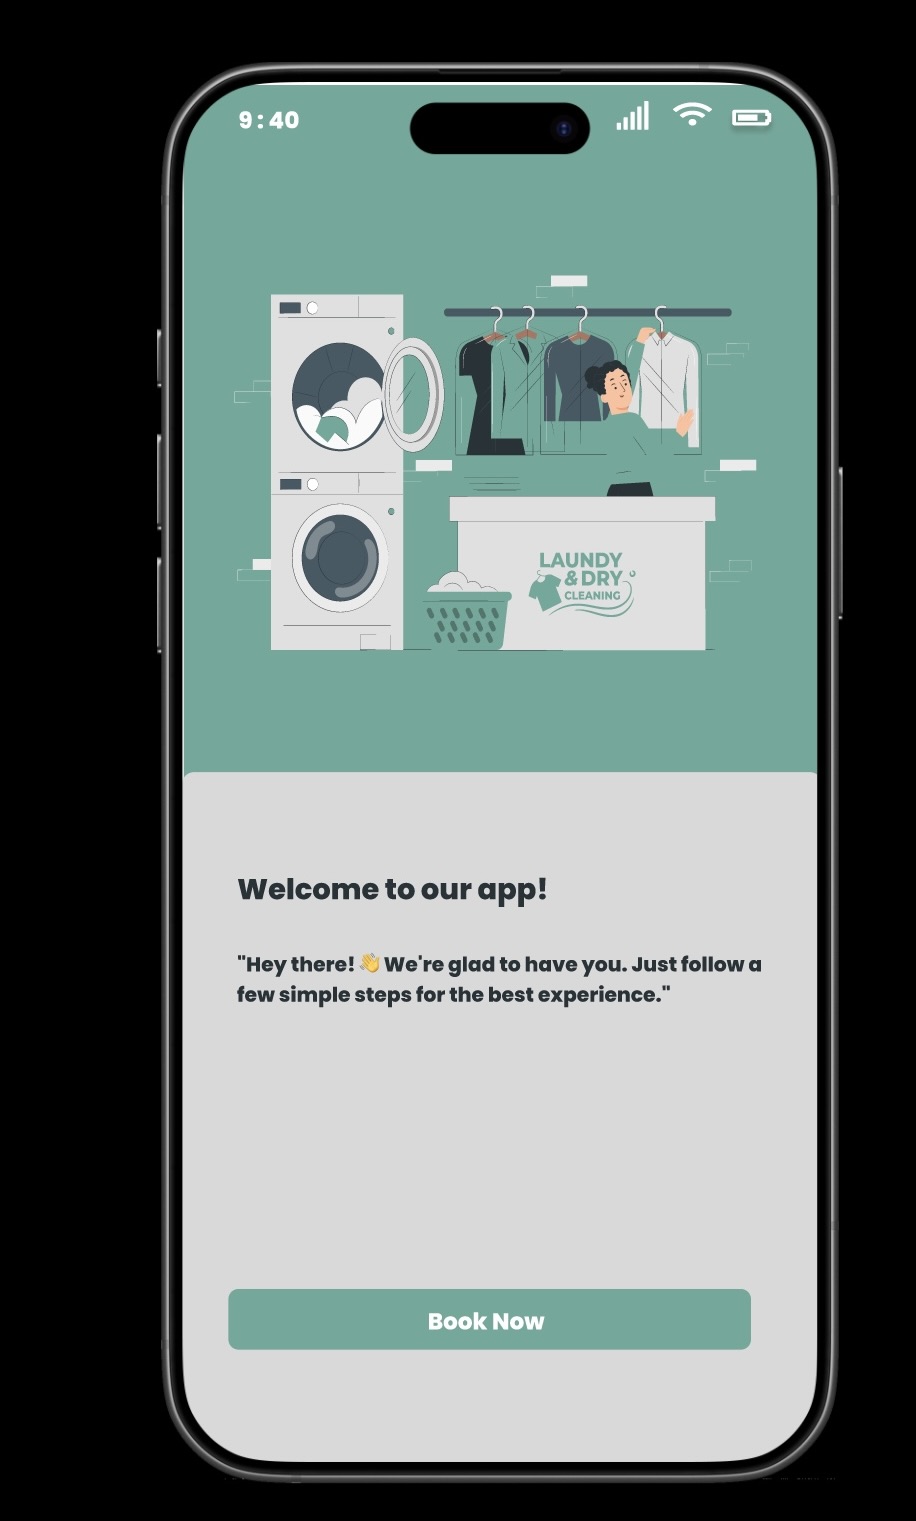 9:40
LAUNDY
& DRY
CLEANING
Welcome to our app!
"Hey there! 👋 We're glad to have you. Just follow a
few simple steps for the best experience."
Book Now